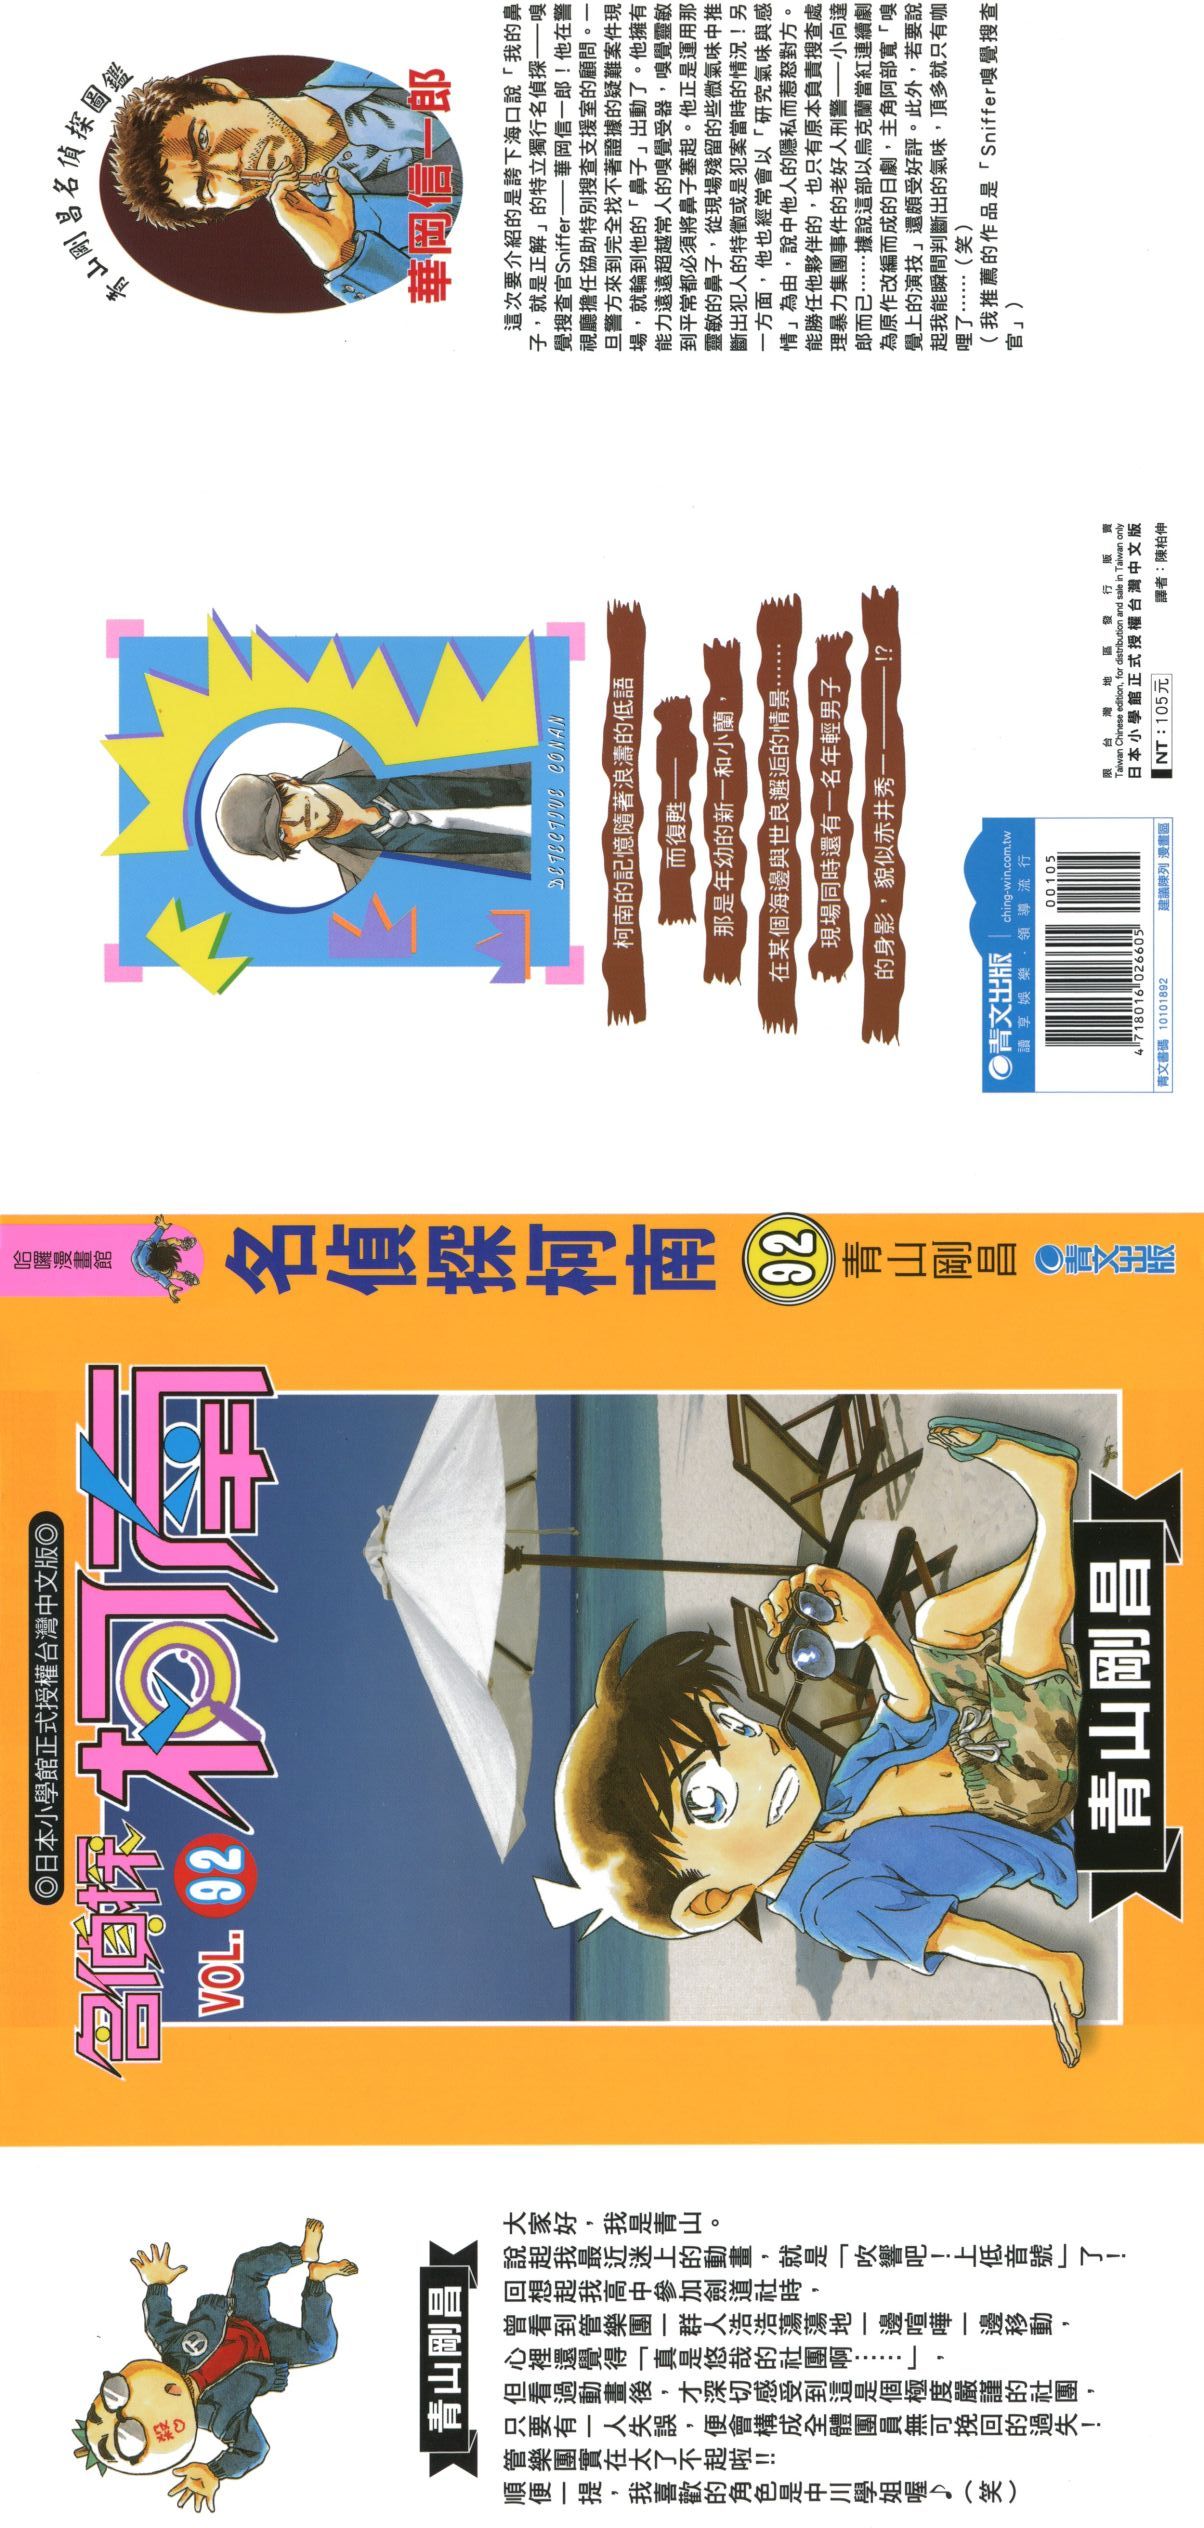 青山剛昌名偵探圖鑑
華岡信一郎
這次要介紹的是誇下海口說「我的鼻
子，就是正解」的特立獨行名偵探——嗅
覺搜查官Sniffer——華岡信一郎！他在警
視廳擔任協助特別搜查支援室的顧問。一
旦警方來到完全找不著證據的疑難案件現
場，就輪到他的「鼻子」出動了。他擁有
能力遠遠超越常人的嗅覺受器，嗅覺靈敏
到平常都必須將鼻子塞起。他正是運用那
靈敏的鼻子，從現場殘留的些微氣味中推
斷出犯人的特徵或是犯案當時的情況！另
一方面，他也經常會以「研究氣味與感
情」為由，說中他人的隱私而惹怒對方。
能勝任他夥伴的，也只有原本負責搜查處
理暴力集團事件的老好人刑警——小向達
郎而已……據說這部以烏克蘭當紅連續劇
為原作改編而成的日劇，主角阿部寬「嗅
覺上的演技」還頗受好評。此外，若要說
起我能瞬間判斷出的氣味，頂多就只有咖
哩了……（笑）
（我推薦的作品是「Sniffer嗅覺搜查
官」）
DETECTIVE CONAN
柯南的記憶隨著浪濤的低語
而復甦——
那是年幼的新一和小蘭，
在某個海邊與世良邂逅的情景……
現場同時還有一名年輕男子
的身影，貌似赤井秀一——!?
限台灣地區發行販賣
Taiwan Chinese edition, for distribution and sale in Taiwan only
日本小學館正式授權台灣中文版
NT：105元
譯者：陳柏伸
青文出版
ching-win.com.tw
讀享娛樂．領導流行
00105
4718016026605
青文書碼 10101892
建議陳列 漫畫區
哈囉漫畫館
名偵探柯南
92
青山剛昌
青文出版
◎日本小學館正式授權台灣中文版◎
名偵探
柯南
VOL. 92
青山剛昌
青山剛昌
大家好，我是青山。
說起我最近迷上的動畫，就是「吹響吧！上低音號」了！
回想起我高中參加劍道社時，
曾看到管樂團一群人浩浩蕩蕩地一邊喧嘩一邊移動，
心裡還覺得「真是悠哉的社團啊……」，
但看過動畫後，才深切感受到這是個極度嚴謹的社團，
只要有一人失誤，便會構成全體團員無可挽回的過失！
管樂團實在太了不起啦!!
順便一提，我喜歡的角色是中川學姐喔♪（笑）